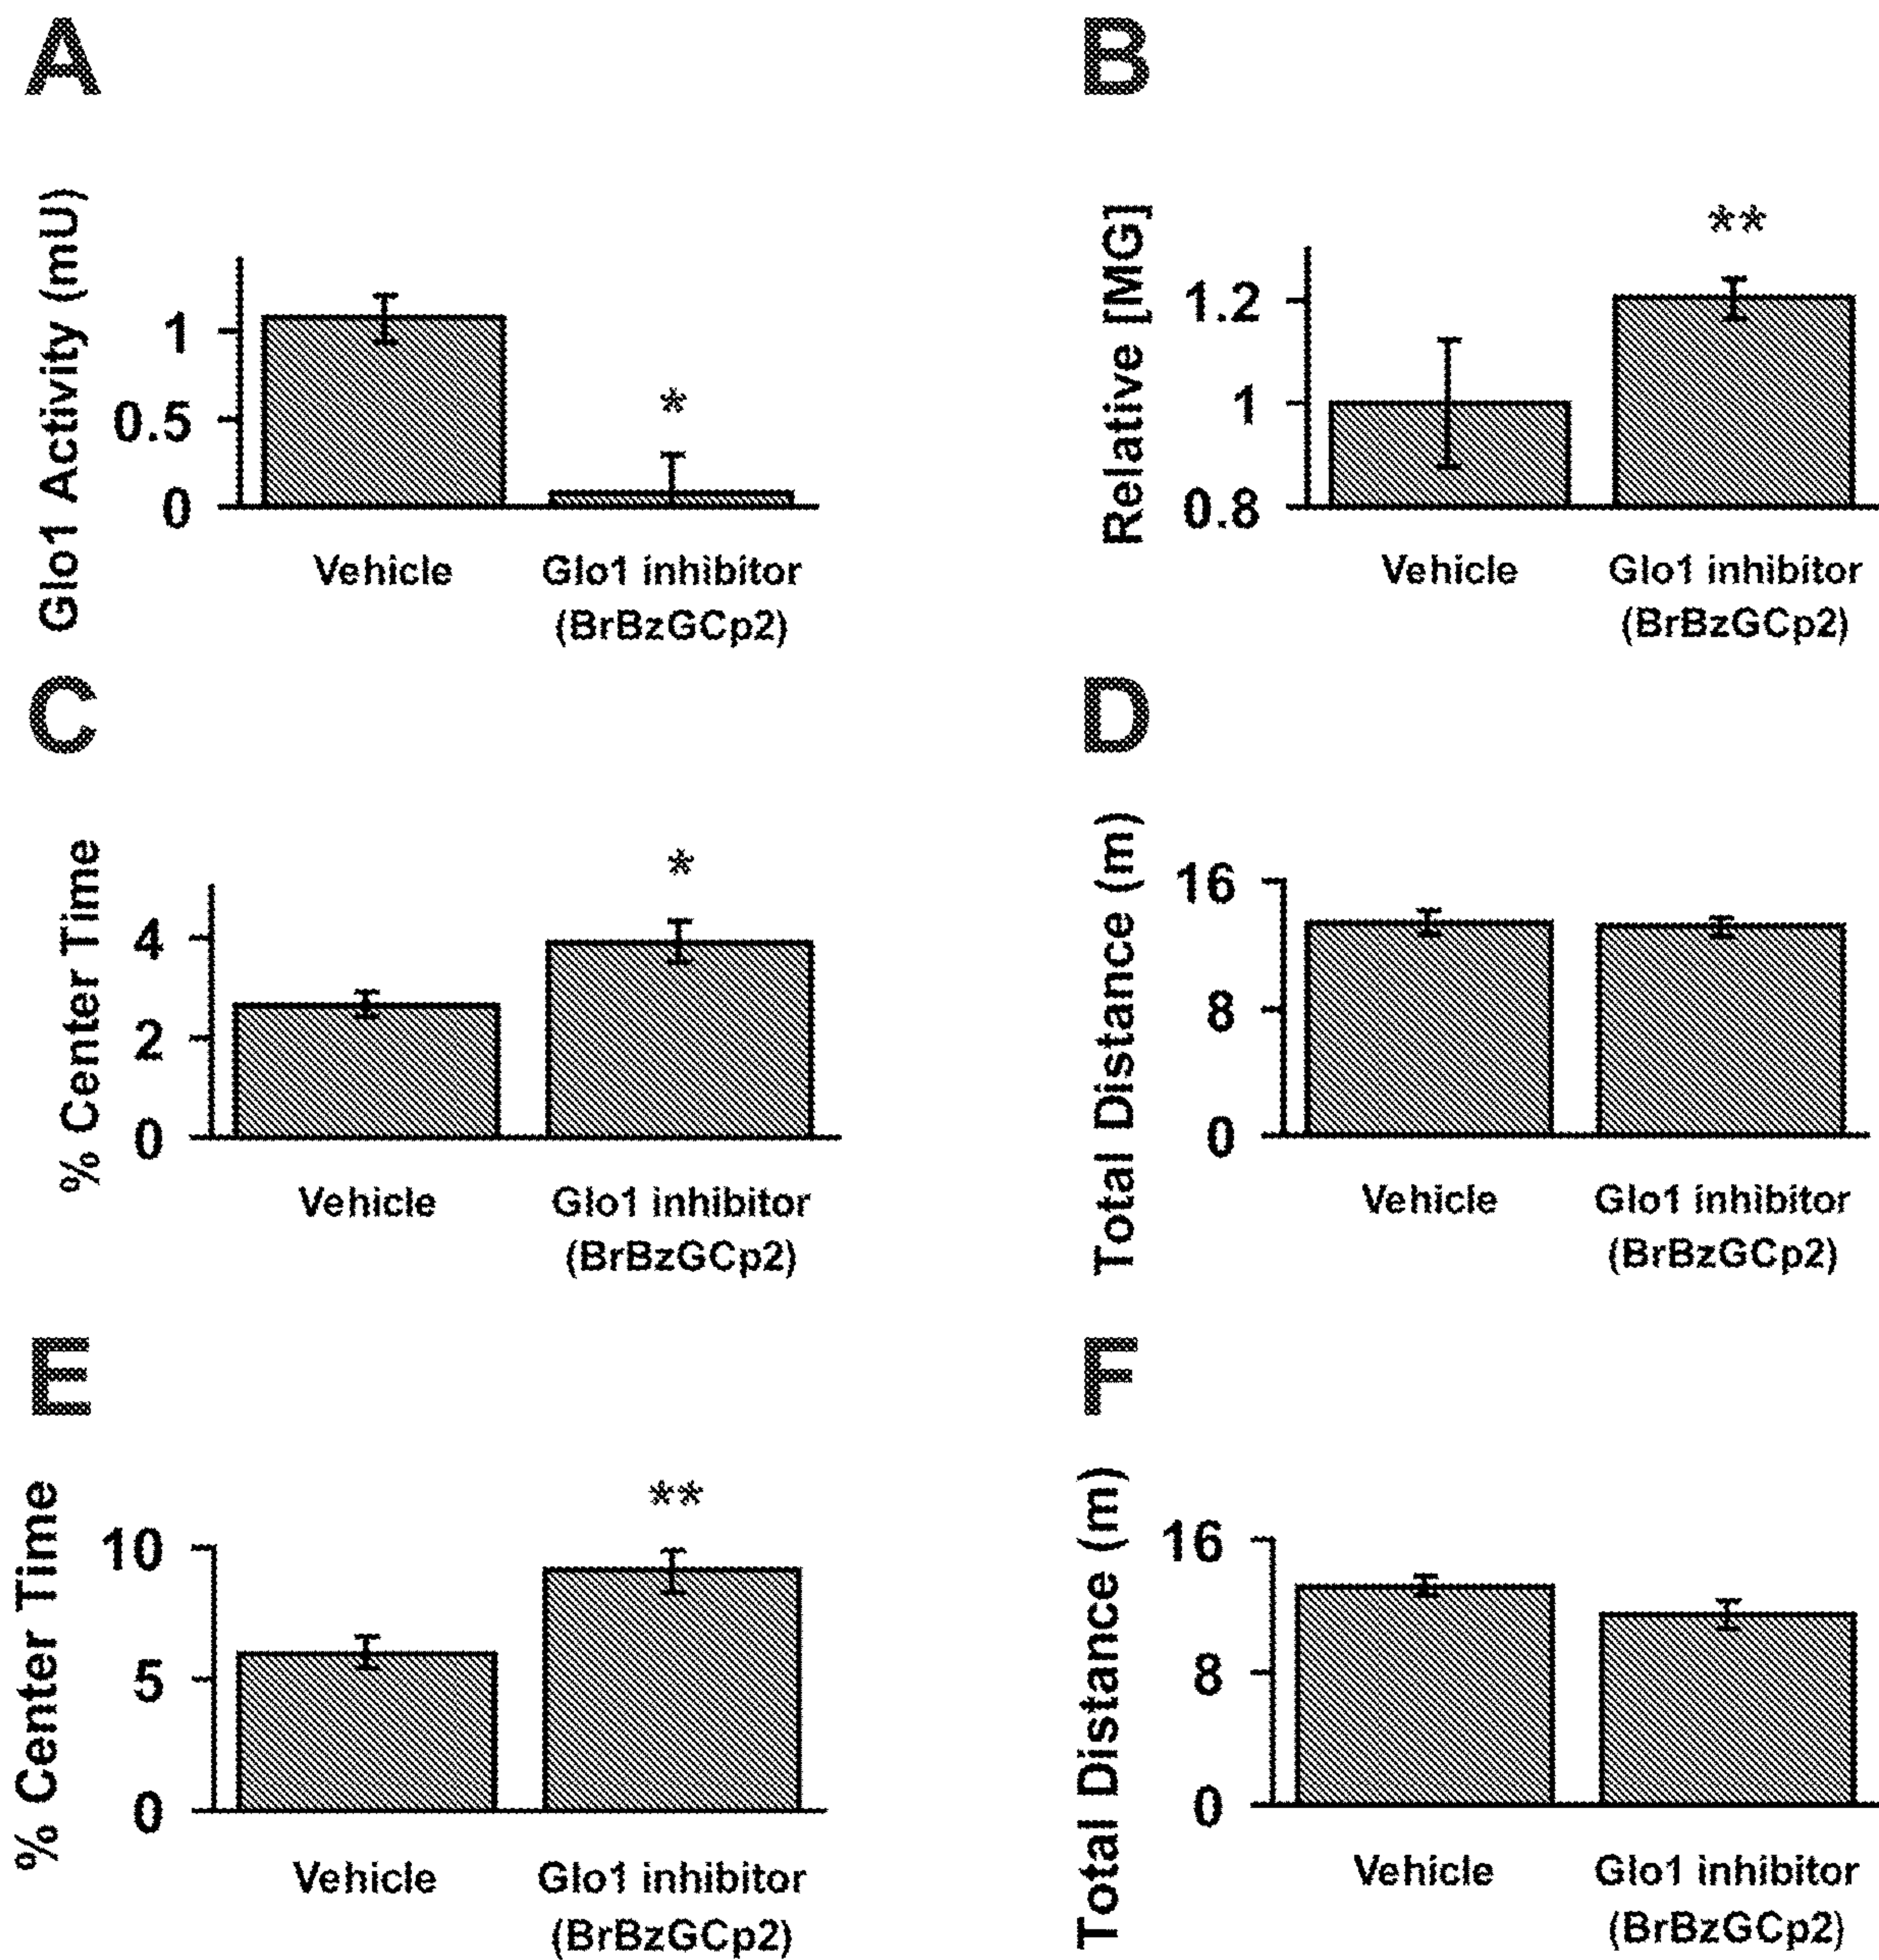 A
Glo1 Activity (mU)
1
0.5
0
*
Vehicle
Glo1 inhibitor
(BrBzGCp2)
B
Relative [MG]
1.2
1
0.8
**
Vehicle
Glo1 inhibitor
(BrBzGCp2)
C
% Center Time
4
2
0
*
Vehicle
Glo1 inhibitor
(BrBzGCp2)
D
Total Distance (m)
16
8
0
Vehicle
Glo1 inhibitor
(BrBzGCp2)
E
% Center Time
10
5
0
**
Vehicle
Glo1 inhibitor
(BrBzGCp2)
F
Total Distance (m)
16
8
0
Vehicle
Glo1 inhibitor
(BrBzGCp2)